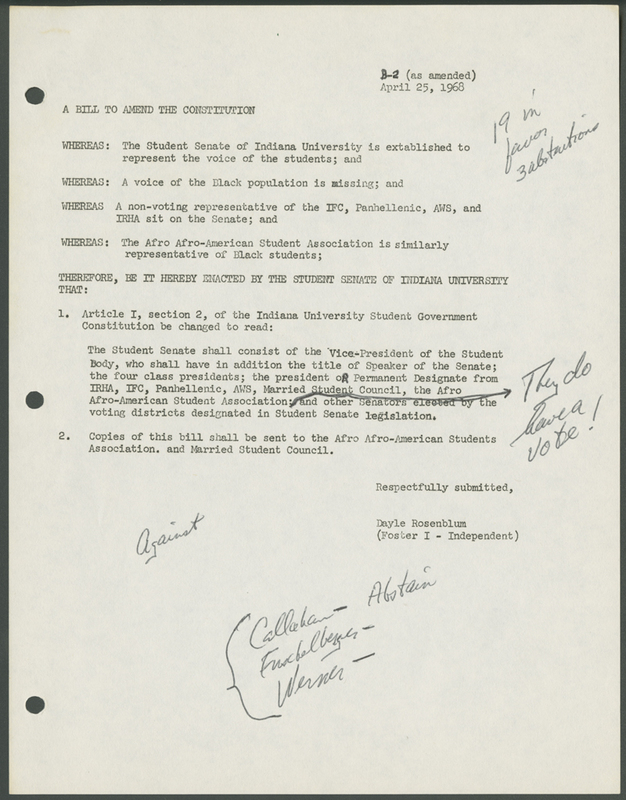 B-2 (as amended)
April 25, 1968
A BILL TO AMEND THE CONSTITUTION
19 in
favor
3 abstructions
WHEREAS: The Student Senate of Indiana University is extablished to
represent the voice of the students; and
WHEREAS: A voice of the Black population is missing; and
WHEREAS A non-voting representative of the IFC, Panhellenic, AWS, and
IRHA sit on the Senate; and
WHEREAS: The Afro Afro-American Student Association is similarly
representative of Black students;
THEREFORE, BE IT HEREBY ENACTED BY THE STUDENT SENATE OF INDIANA UNIVERSITY
THAT:
1. Article I, section 2, of the Indiana University Student Government
Constitution be changed to read:
The Student Senate shall consist of the Vice-President of the Student
Body, who shall have in addition the title of Speaker of the Senate;
the four class presidents; the president oR Permanent Designate from
IRHA, IFC, Panhellenic, AWS, Married Student Council, the Afro
Afro-American Student Association; and other Senators elected by the
voting districts designated in Student Senate legislation.
They do
have a
vote!
2. Copies of this bill shall be sent to the Afro Afro-American Students
Association. and Married Student Council.
Respectfully submitted,
Dayle Rosenblum
(Foster I - Independent)
Against
Callahan - Abstain
Werner -